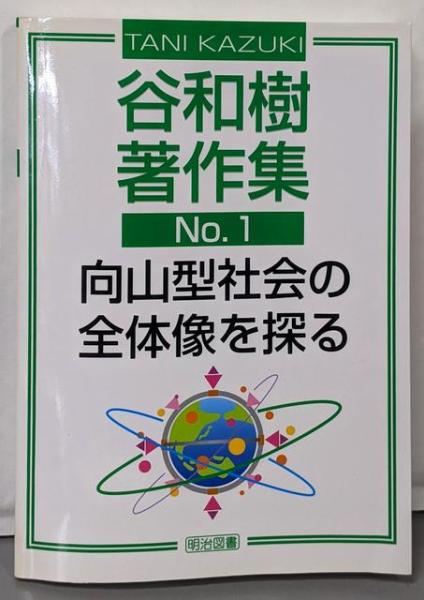 TANI KAZUKI
谷和樹
著作集
No. 1
向山型社会の
全体像を探る
明治図書